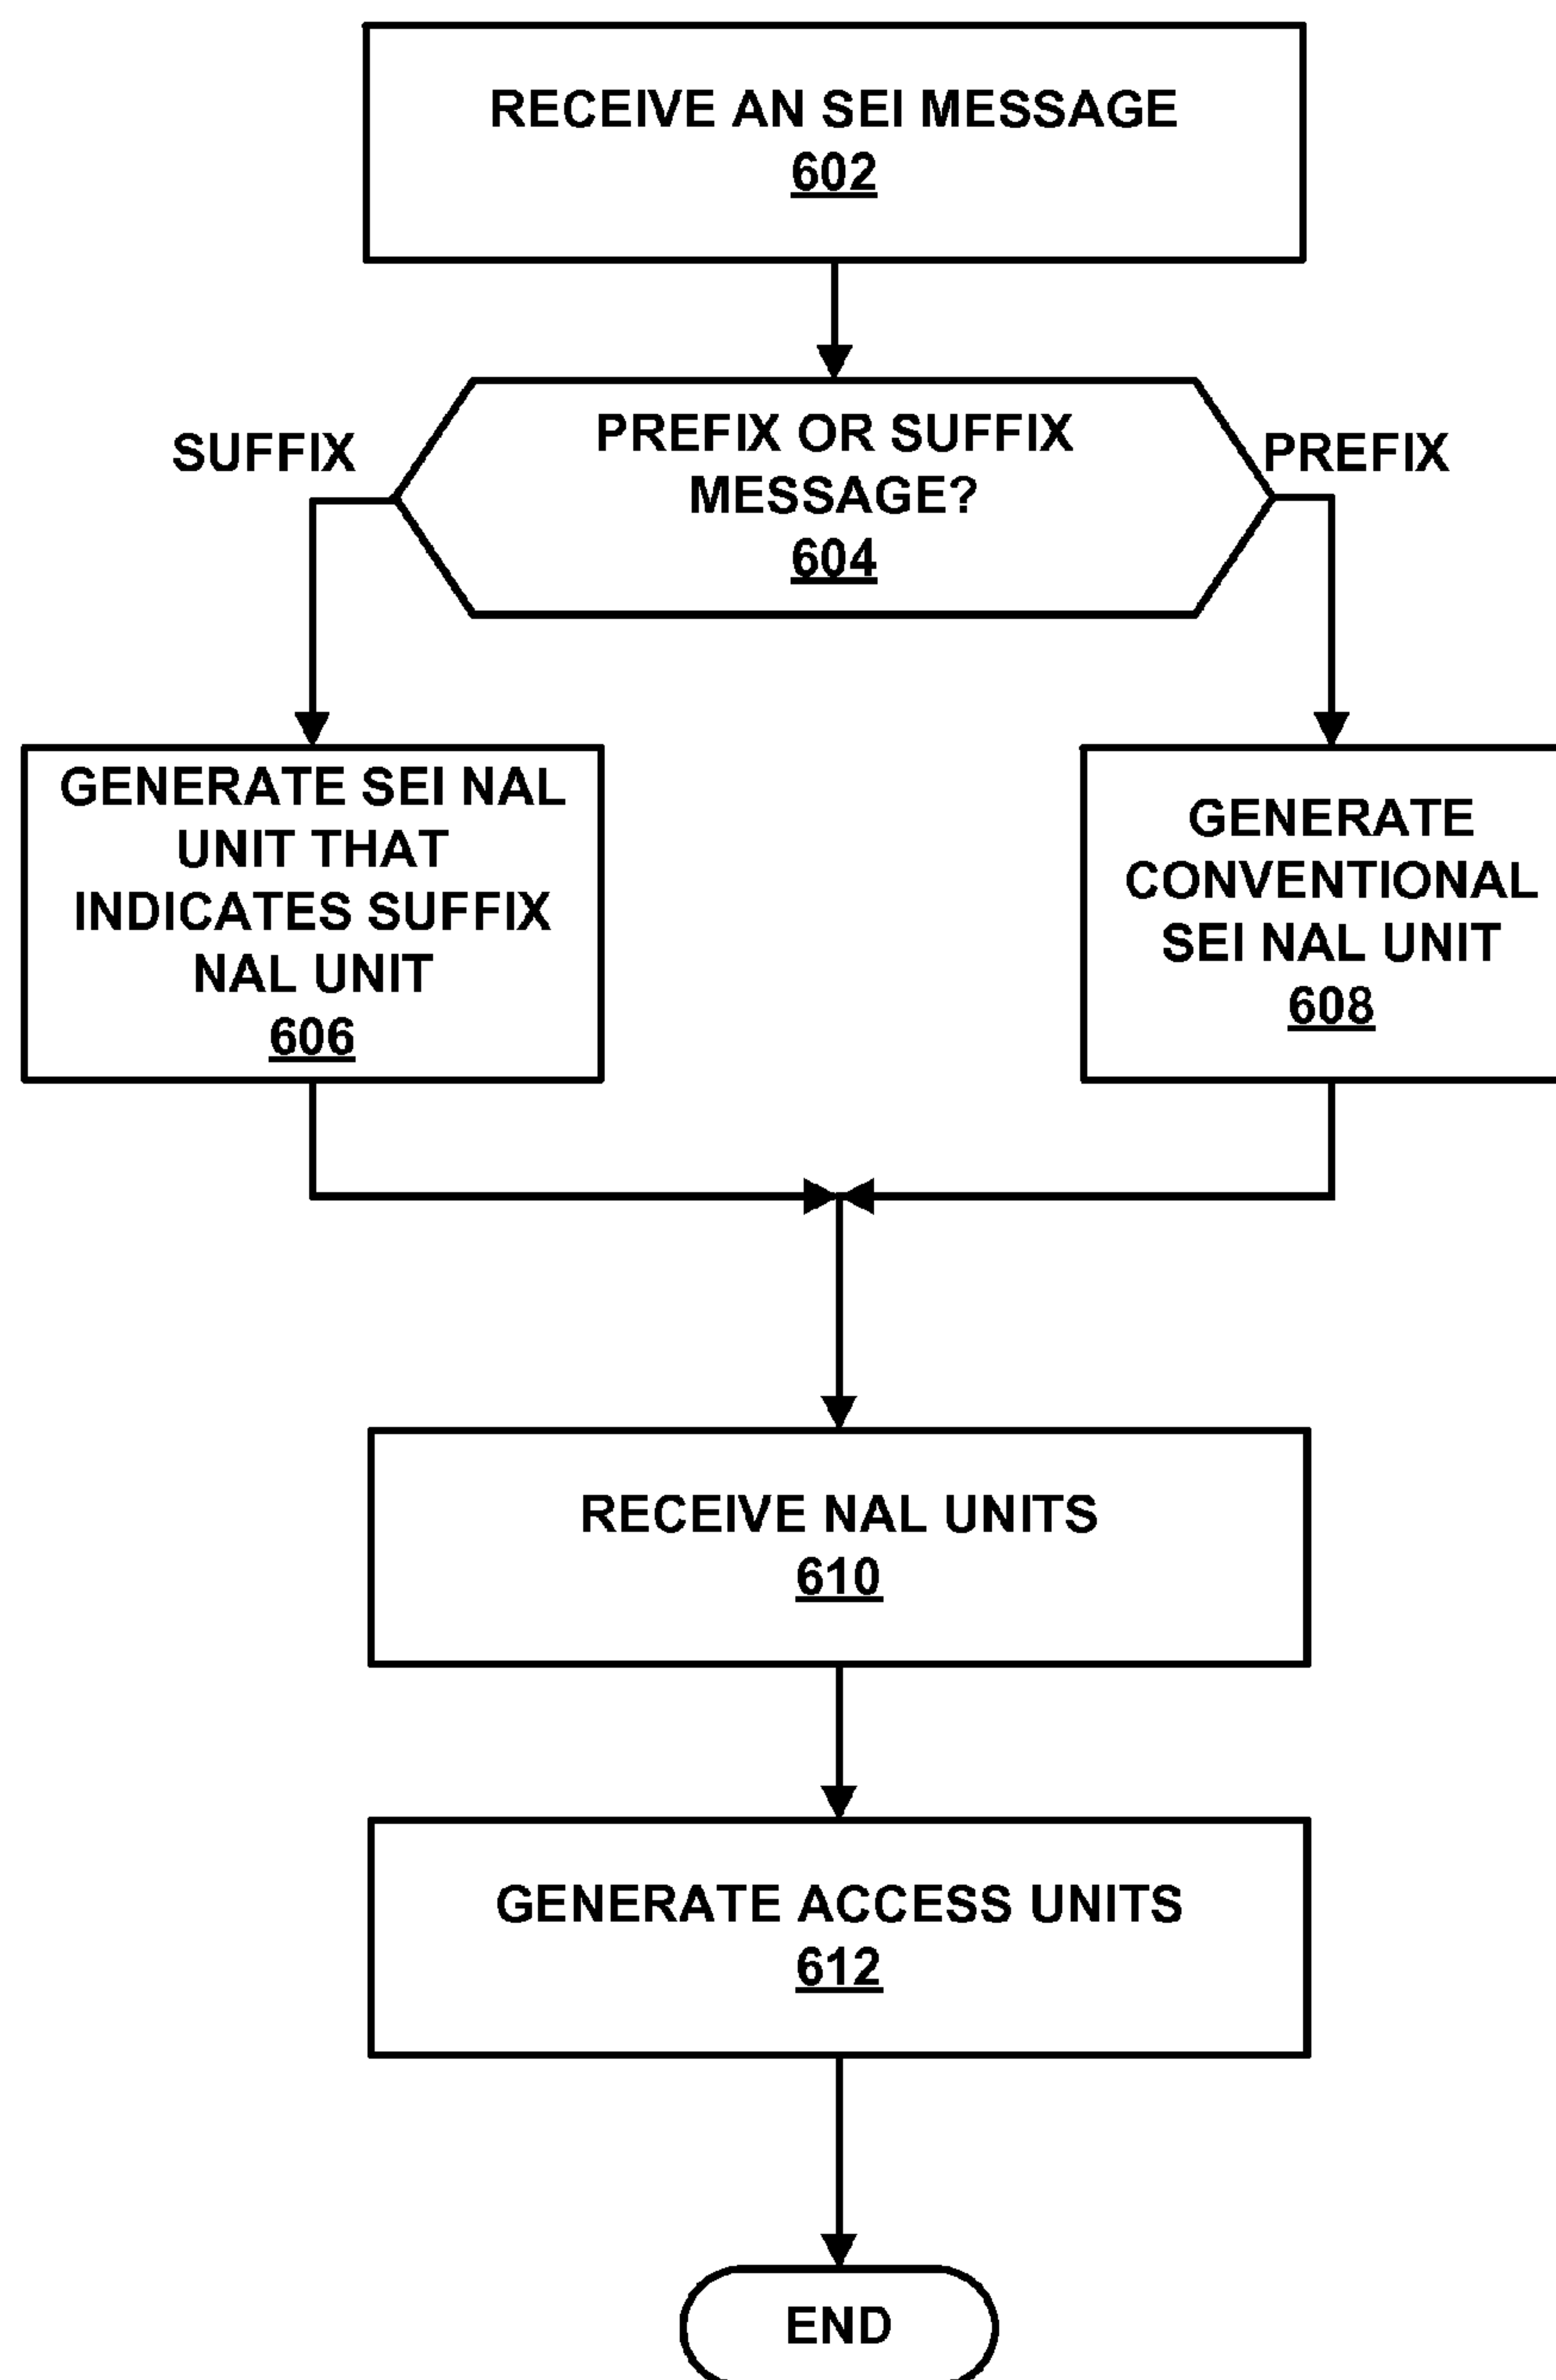 RECEIVE AN SEI MESSAGE
602
PREFIX OR SUFFIX
MESSAGE?
604
SUFFIX
PREFIX
GENERATE SEI NAL
UNIT THAT
INDICATES SUFFIX
NAL UNIT
606
GENERATE
CONVENTIONAL
SEI NAL UNIT
608
RECEIVE NAL UNITS
610
GENERATE ACCESS UNITS
612
END